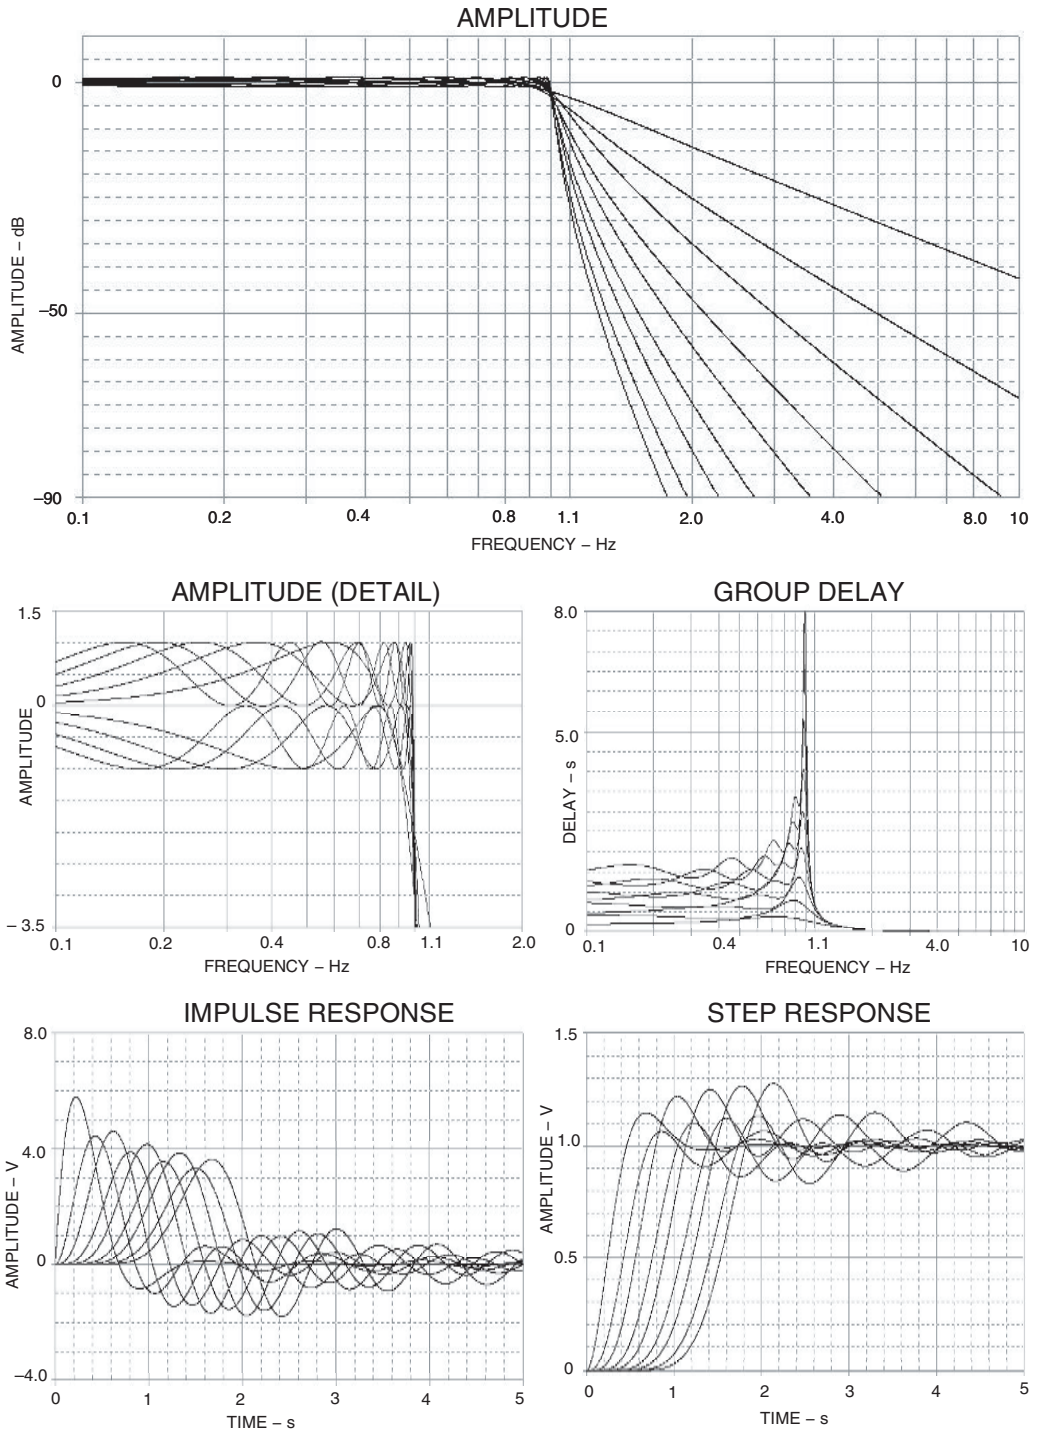 AMPLITUDE
0
–50
–90
AMPLITUDE – dB
0.1 0.2 0.4 0.8 1.1 2.0 4.0 8.0 10
FREQUENCY – Hz
AMPLITUDE (DETAIL)
1.5
0
–3.5
AMPLITUDE
0.1 0.2 0.4 0.8 1.1 2.0
FREQUENCY – Hz
GROUP DELAY
8.0
5.0
0
DELAY – s
0.1 0.4 1.1 4.0 10
FREQUENCY – Hz
IMPULSE RESPONSE
8.0
4.0
0
–4.0
AMPLITUDE – V
0 1 2 3 4 5
TIME – s
STEP RESPONSE
1.5
1.0
0.5
0
AMPLITUDE – V
0 1 2 3 4 5
TIME – s